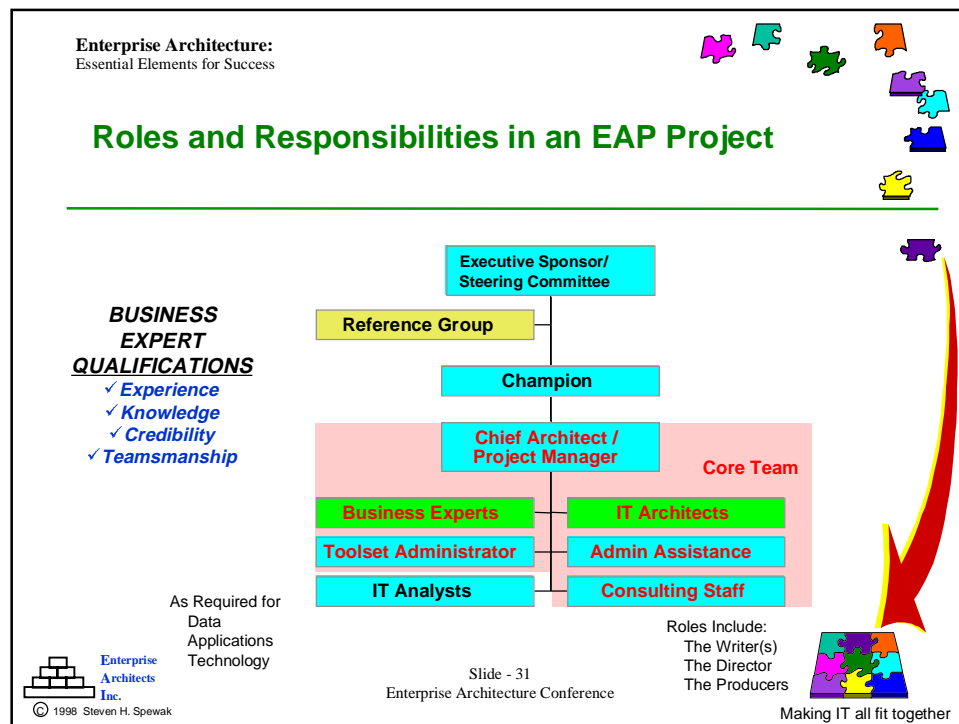 Enterprise Architecture:
Essential Elements for Success
Roles and Responsibilities in an EAP Project
BUSINESS
EXPERT
QUALIFICATIONS
✓Experience
✓Knowledge
✓Credibility
✓Teamsmanship
Executive Sponsor/
Steering Committee
Reference Group
Champion
Chief Architect /
Project Manager
Core Team
Business Experts
IT Architects
Toolset Administrator
Admin Assistance
IT Analysts
Consulting Staff
As Required for
Data
Applications
Technology
Roles Include:
The Writer(s)
The Director
The Producers
Enterprise
Architects
Inc.
© 1998 Steven H. Spewak
Slide - 31
Enterprise Architecture Conference
Making IT all fit together